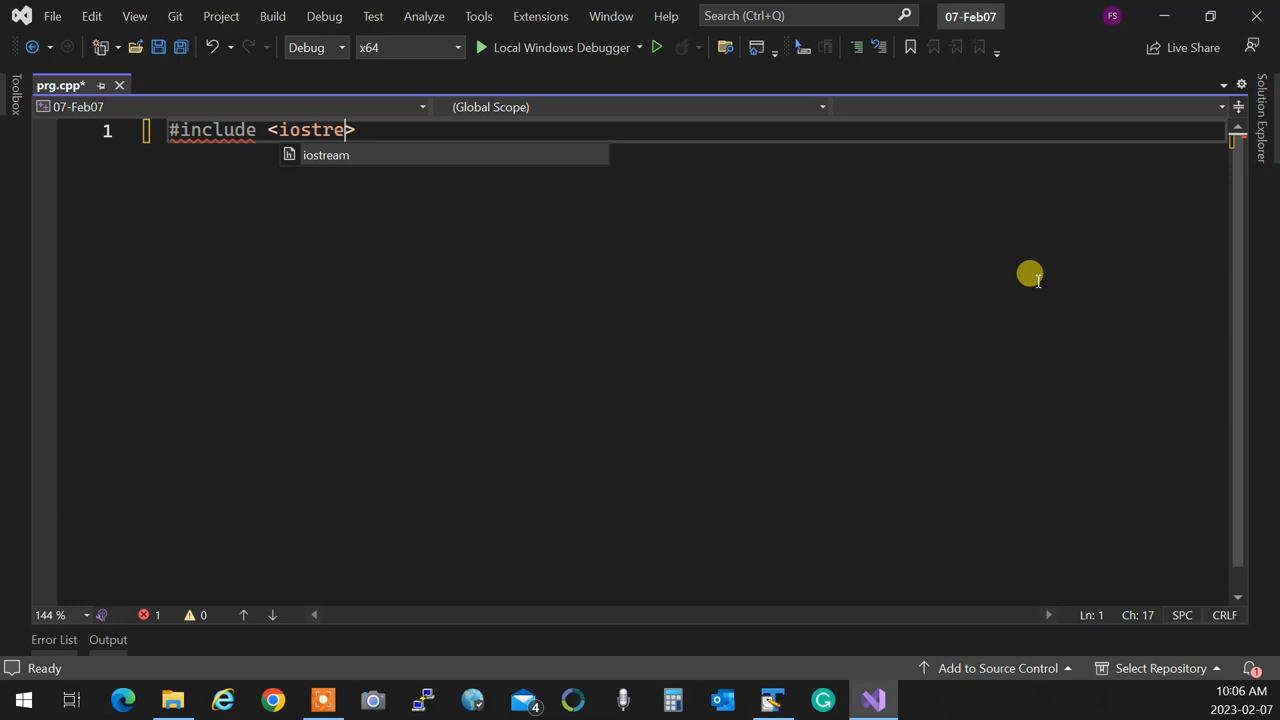 File Edit View Git Project Build Debug Test Analyze Tools Extensions Window Help Search (Ctrl+Q) 07-Feb07 FS
Debug x64 Local Windows Debugger Live Share
prg.cpp*
07-Feb07 (Global Scope)
1 #include <iostre>
iostream
Toolbox
Solution Explorer
144 % 1 0 Ln: 1 Ch: 17 SPC CRLF
Error List Output
Ready Add to Source Control Select Repository 1
4 10:06 AM
2023-02-07